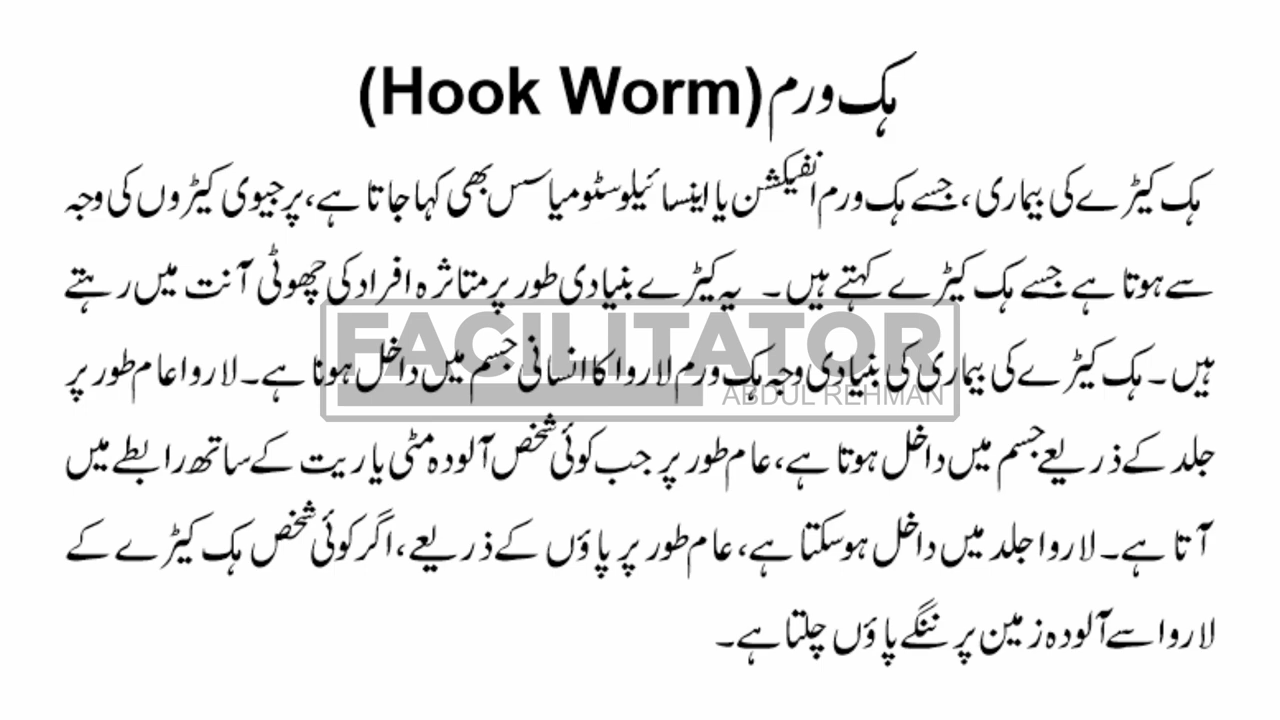 ہک ورم (Hook Worm)
ہک کیڑے کی بیماری، جسے ہک ورم انفیکشن یا اینسائیلوسٹومیاسس بھی کہا جاتا ہے، پرجیوی کیڑوں کی وجہ
سے ہوتا ہے جسے ہک کیڑے کہتے ہیں۔ یہ کیڑے بنیادی طور پر متاثرہ افراد کی چھوٹی آنت میں رہتے
ہیں۔ ہک کیڑے کی بیماری کی بنیادی وجہ ہک ورم لاروا کا انسانی جسم میں داخل ہونا ہے۔ لاروا عام طور پر
FACILITATOR
ABDUL REHMAN
جلد کے ذریعے جسم میں داخل ہوتا ہے، عام طور پر جب کوئی شخص آلودہ مٹی یا ریت کے ساتھ رابطے میں
آتا ہے۔ لاروا جلد میں داخل ہوسکتا ہے، عام طور پر پاؤں کے ذریعے، اگر کوئی شخص ہک کیڑے کے
لاروا سے آلودہ زمین پر ننگے پاؤں چلتا ہے۔